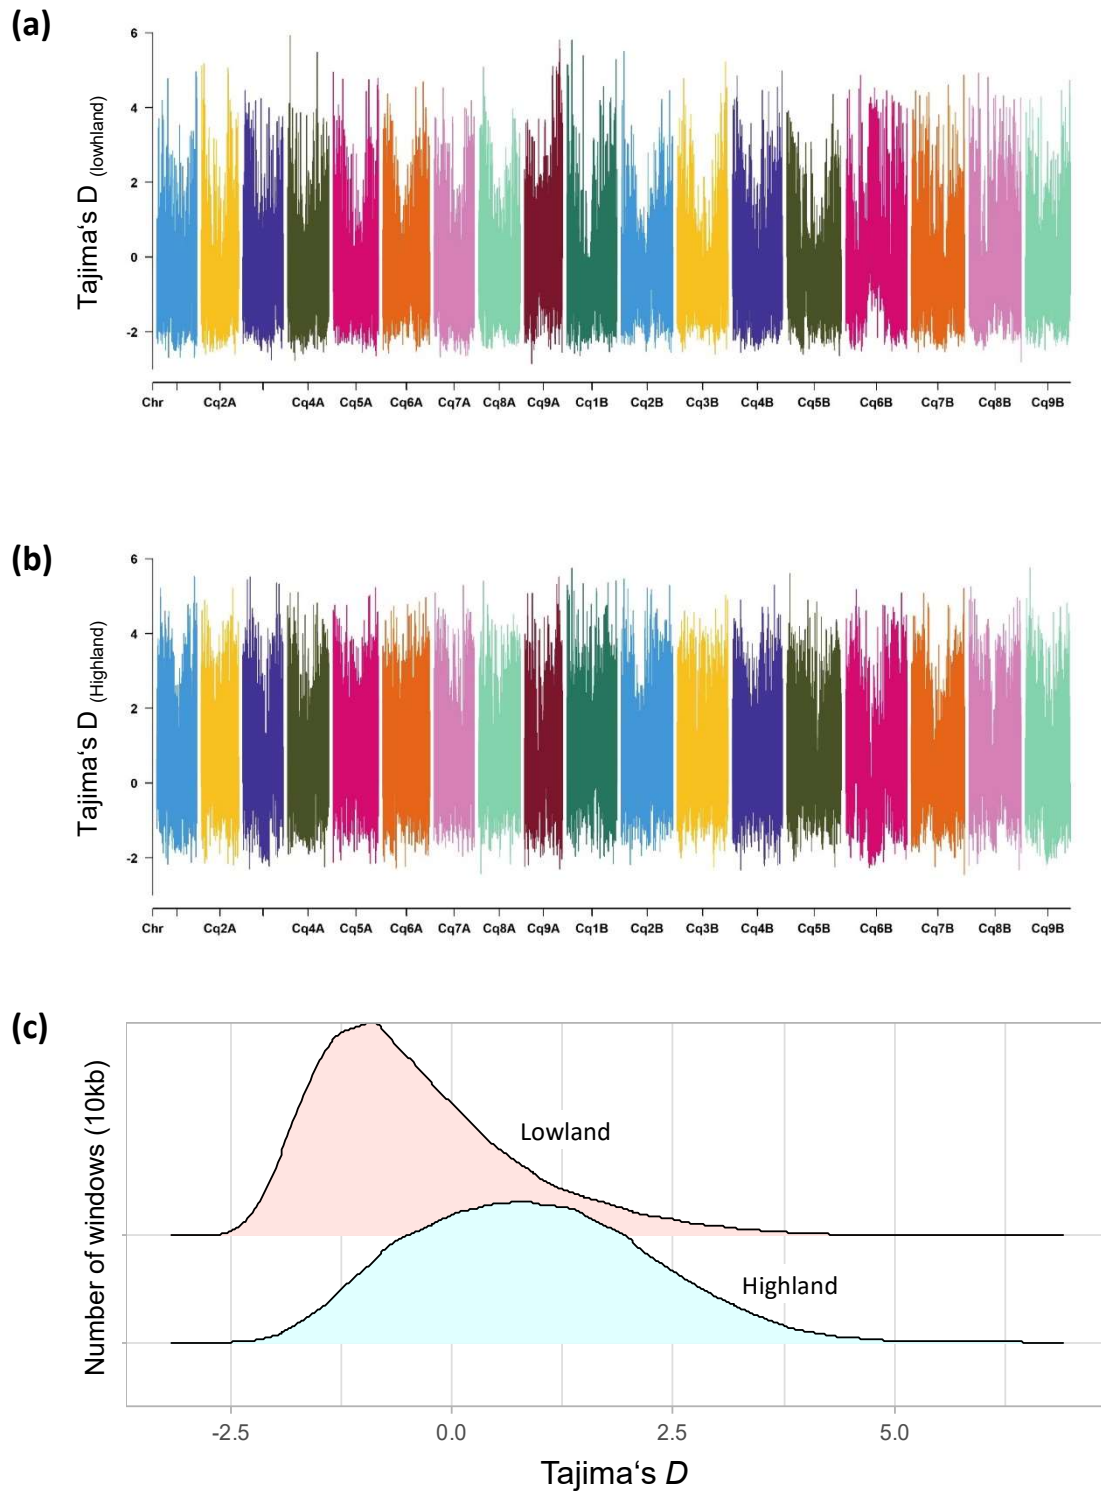 (a)
6
4
2
0
-2
Tajima‘s D (lowhland)
Chr Cq2A Cq4A Cq5A Cq6A Cq7A Cq8A Cq9A Cq1B Cq2B Cq3B Cq4B Cq5B Cq6B Cq7B Cq8B Cq9B
(b)
6
4
2
0
-2
Tajima‘s D (Highland)
Chr Cq2A Cq4A Cq5A Cq6A Cq7A Cq8A Cq9A Cq1B Cq2B Cq3B Cq4B Cq5B Cq6B Cq7B Cq8B Cq9B
(c)
Number of windows (10kb)
Lowland
Highland
-2.5 0.0 2.5 5.0
Tajima‘s D